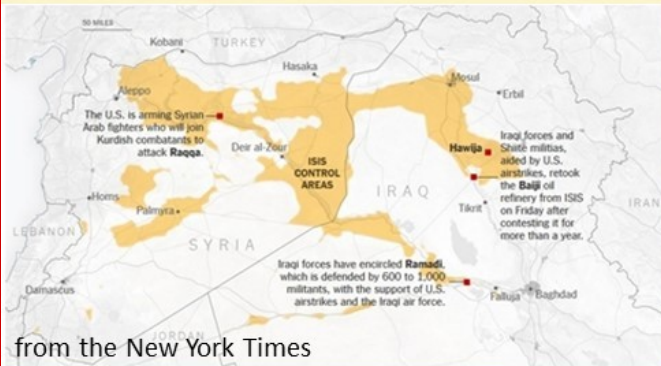 50 MILES
Kobani
TURKEY
Hasaka
Mosul
Erbil
Aleppo
The U.S. is arming Syrian
Arab fighters who will join
Kurdish combatants to
attack Raqqa.
Deir al-Zour
ISIS
CONTROL
AREAS
Hawija
Iraqi forces and
Shiite militias,
aided by U.S.
airstrikes, retook
the Baiji oil
refinery from ISIS
on Friday after
contesting it for
more than a year.
IRAQ
Homs
Palmyra
Tikrit
IRAN
LEBANON
SYRIA
Iraqi forces have encircled Ramadi,
which is defended by 600 to 1,000
militants, with the support of U.S.
airstrikes and the Iraqi air force.
Damascus
Falluja
Baghdad
JORDAN
from the New York Times